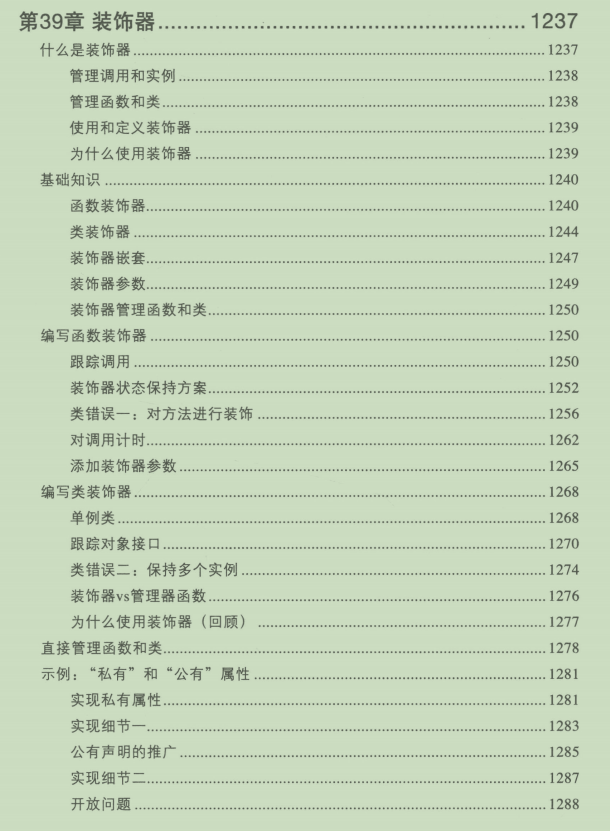 第39章 装饰器 1237
什么是装饰器 1237
管理调用和实例 1238
管理函数和类 1238
使用和定义装饰器 1239
为什么使用装饰器 1239
基础知识 1240
函数装饰器 1240
类装饰器 1244
装饰器嵌套 1247
装饰器参数 1249
装饰器管理函数和类 1250
编写函数装饰器 1250
跟踪调用 1250
装饰器状态保持方案 1252
类错误一：对方法进行装饰 1256
对调用计时 1262
添加装饰器参数 1265
编写类装饰器 1268
单例类 1268
跟踪对象接口 1270
类错误二：保持多个实例 1274
装饰器vs管理器函数 1276
为什么使用装饰器（回顾） 1277
直接管理函数和类 1278
示例：“私有”和“公有”属性 1281
实现私有属性 1281
实现细节一 1283
公有声明的推广 1285
实现细节二 1287
开放问题 1288